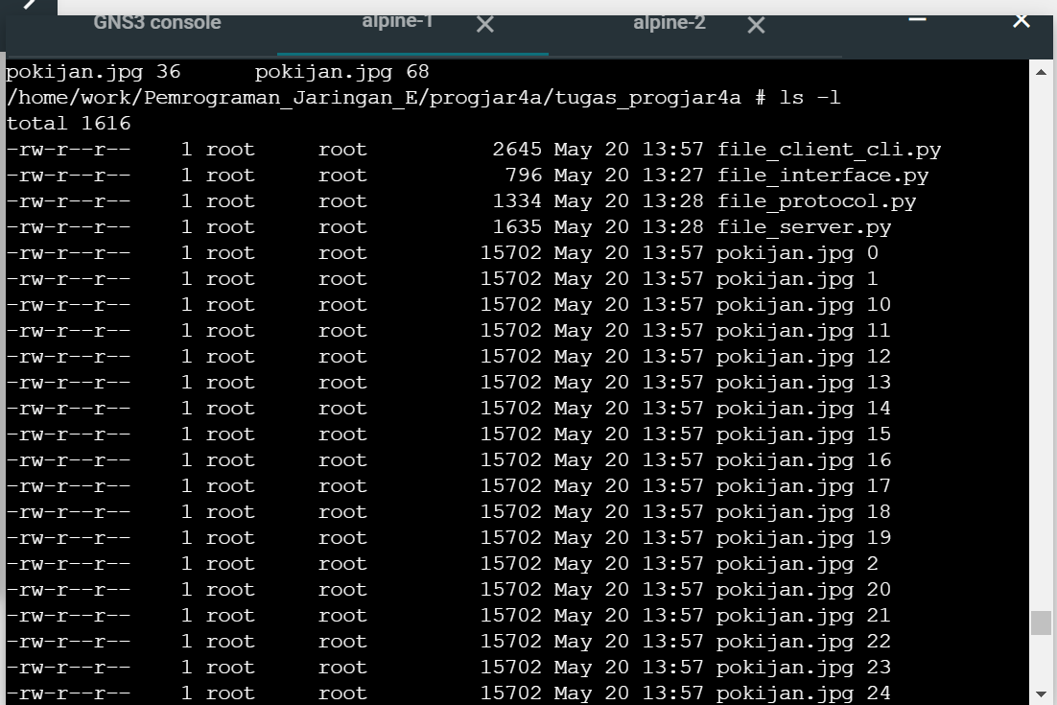 GNS3 console alpine-1 alpine-2
pokijan.jpg 36      pokijan.jpg 68
/home/work/Pemrograman_Jaringan_E/progjar4a/tugas_progjar4a # ls -l
total 1616
-rw-r--r--    1 root     root          2645 May 20 13:57 file_client_cli.py
-rw-r--r--    1 root     root           796 May 20 13:27 file_interface.py
-rw-r--r--    1 root     root          1334 May 20 13:28 file_protocol.py
-rw-r--r--    1 root     root          1635 May 20 13:28 file_server.py
-rw-r--r--    1 root     root         15702 May 20 13:57 pokijan.jpg 0
-rw-r--r--    1 root     root         15702 May 20 13:57 pokijan.jpg 1
-rw-r--r--    1 root     root         15702 May 20 13:57 pokijan.jpg 10
-rw-r--r--    1 root     root         15702 May 20 13:57 pokijan.jpg 11
-rw-r--r--    1 root     root         15702 May 20 13:57 pokijan.jpg 12
-rw-r--r--    1 root     root         15702 May 20 13:57 pokijan.jpg 13
-rw-r--r--    1 root     root         15702 May 20 13:57 pokijan.jpg 14
-rw-r--r--    1 root     root         15702 May 20 13:57 pokijan.jpg 15
-rw-r--r--    1 root     root         15702 May 20 13:57 pokijan.jpg 16
-rw-r--r--    1 root     root         15702 May 20 13:57 pokijan.jpg 17
-rw-r--r--    1 root     root         15702 May 20 13:57 pokijan.jpg 18
-rw-r--r--    1 root     root         15702 May 20 13:57 pokijan.jpg 19
-rw-r--r--    1 root     root         15702 May 20 13:57 pokijan.jpg 2
-rw-r--r--    1 root     root         15702 May 20 13:57 pokijan.jpg 20
-rw-r--r--    1 root     root         15702 May 20 13:57 pokijan.jpg 21
-rw-r--r--    1 root     root         15702 May 20 13:57 pokijan.jpg 22
-rw-r--r--    1 root     root         15702 May 20 13:57 pokijan.jpg 23
-rw-r--r--    1 root     root         15702 May 20 13:57 pokijan.jpg 24